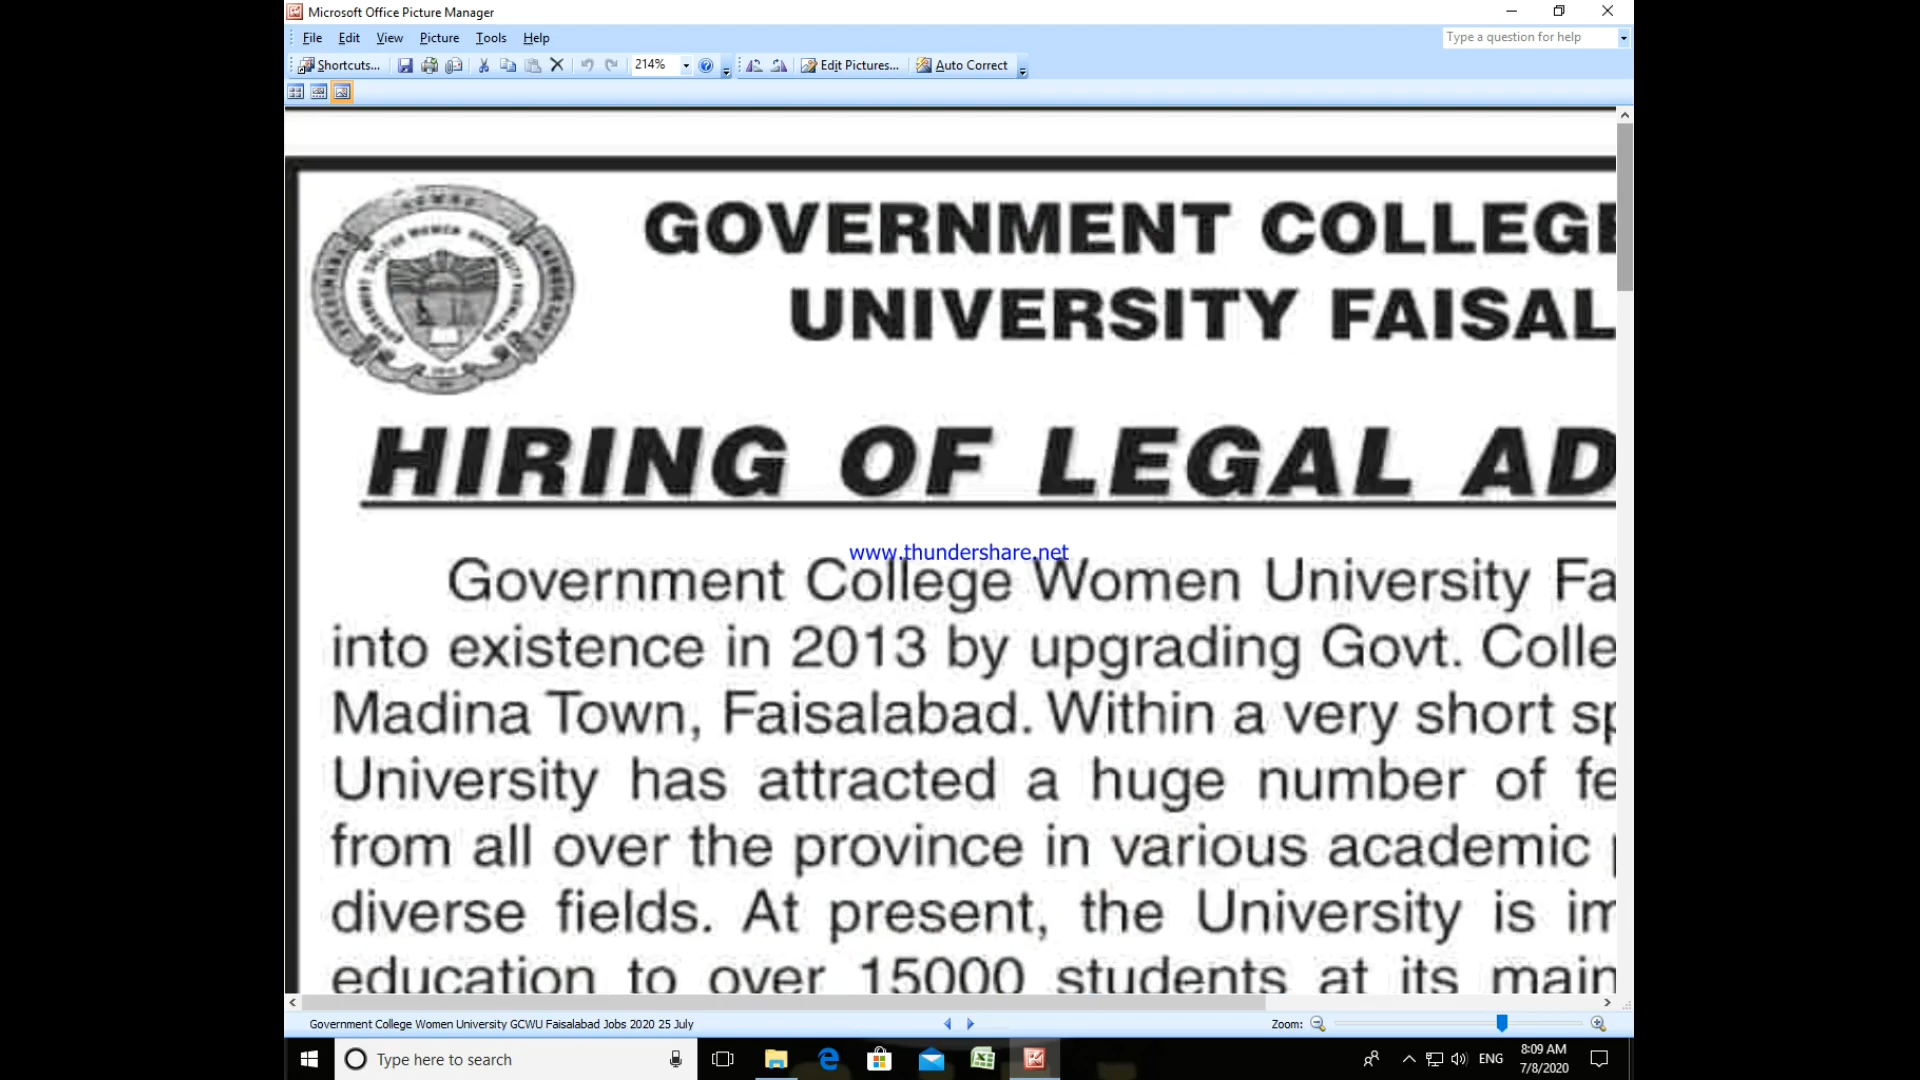 Microsoft Office Picture Manager
File Edit View Picture Tools Help
Type a question for help
Shortcuts... 214% Edit Pictures... Auto Correct
GOVERNMENT COLLEGE
UNIVERSITY FAISAL
HIRING OF LEGAL AD
www.thundershare.net
Government College Women University Fa
into existence in 2013 by upgrading Govt. Colle
Madina Town, Faisalabad. Within a very short sp
University has attracted a huge number of fe
from all over the province in various academic
diverse fields. At present, the University is im
education to over 15000 students at its main
Government College Women University GCWU Faisalabad Jobs 2020 25 July
Zoom:
Type here to search
ENG
8:09 AM
7/8/2020